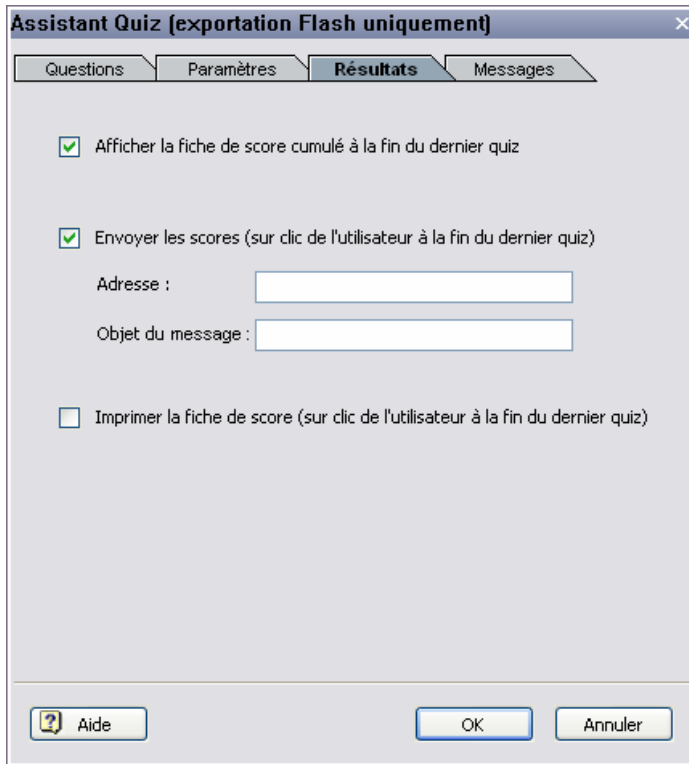 Assistant Quiz (exportation Flash uniquement)
Questions Paramètres Résultats Messages
Afficher la fiche de score cumulé à la fin du dernier quiz
Envoyer les scores (sur clic de l'utilisateur à la fin du dernier quiz)
Adresse :
Objet du message :
Imprimer la fiche de score (sur clic de l'utilisateur à la fin du dernier quiz)
Aide OK Annuler